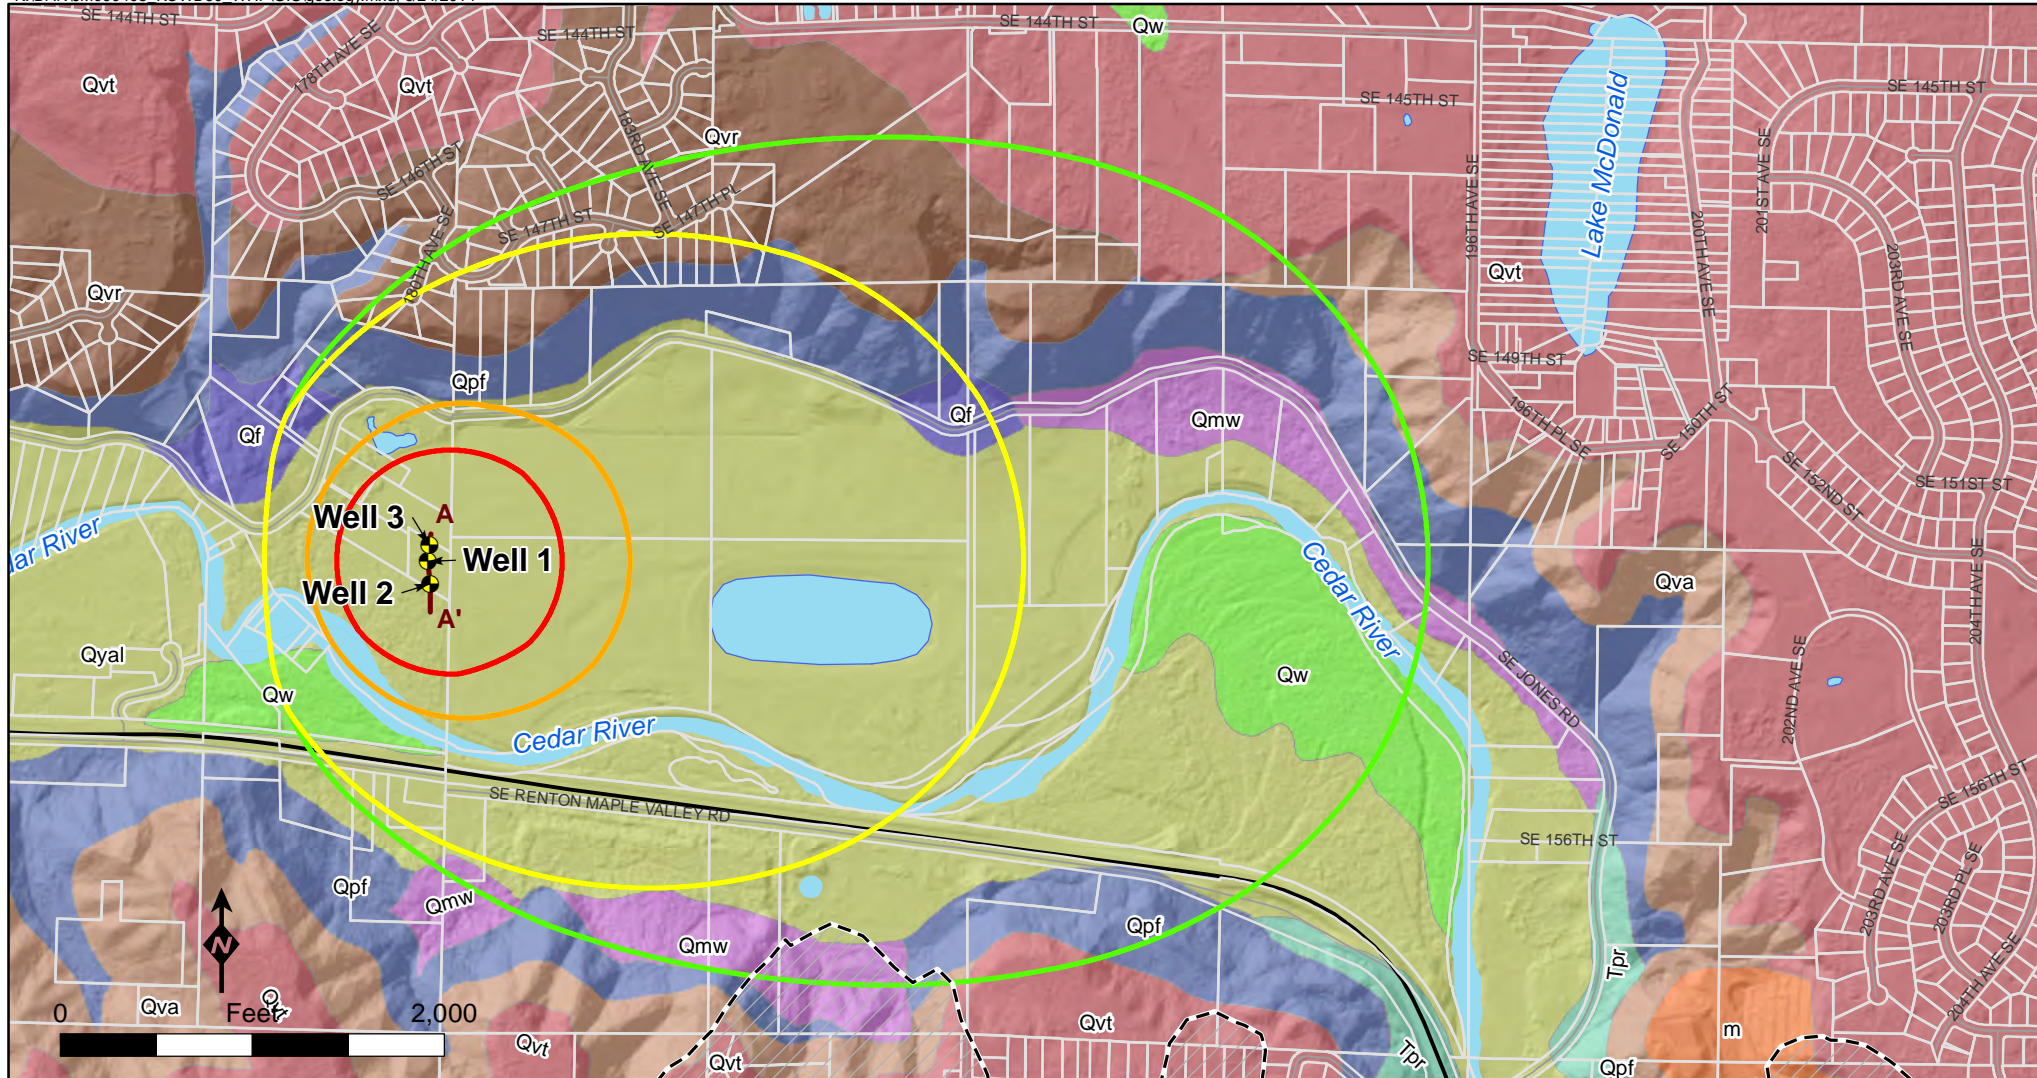 SE 144TH ST
SE 144TH ST
SE 144TH ST
Qw
178TH AVE SE
Qvt
Qvt
SE 145TH ST
SE 145TH ST
Lake McDonald
183RD AVE SE
Qvr
201ST AVE SE
SE 146TH ST
196TH AVE SE
SE 147TH PL
SE 147TH ST
180TH AVE SE
200TH AVE SE
203RD AVE SE
Qvt
Qvr
SE 149TH ST
Qpf
196TH PL SE
SE 150TH ST
Qf
Qf
Qmw
SE 152ND ST
SE 151ST ST
Well 3
A
Well 1
Well 2
A'
dar River
Cedar River
Qva
204TH AVE SE
Qyal
Qw
Qw
SE JONES RD
202ND AVE SE
Cedar River
SE RENTON MAPLE VALLEY RD
SE 156TH ST
SE 156TH ST
Qpf
Qmw
Qmw
Qpf
203RD AVE SE
203RD PL SE
204TH AVE SE
Tpr
N
Qva
Qvt
0
Feet
2,000
Qvt
Qvt
Qvt
Tpr
m
Qpf